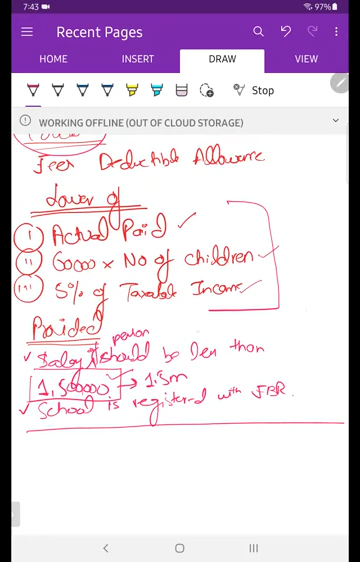 7:43
97%
Recent Pages
HOME INSERT DRAW VIEW
Stop
WORKING OFFLINE (OUT OF CLOUD STORAGE)
Fees Deductible Allowance
Lower of
(i) Actual Paid ✓
(ii) 60000 × No of children ✓
(iii) 5% of Taxable Income ✓
Provided
person
✓ Salary of should be less than
1,500000. → 1.5m
✓ School is registered with FBR.